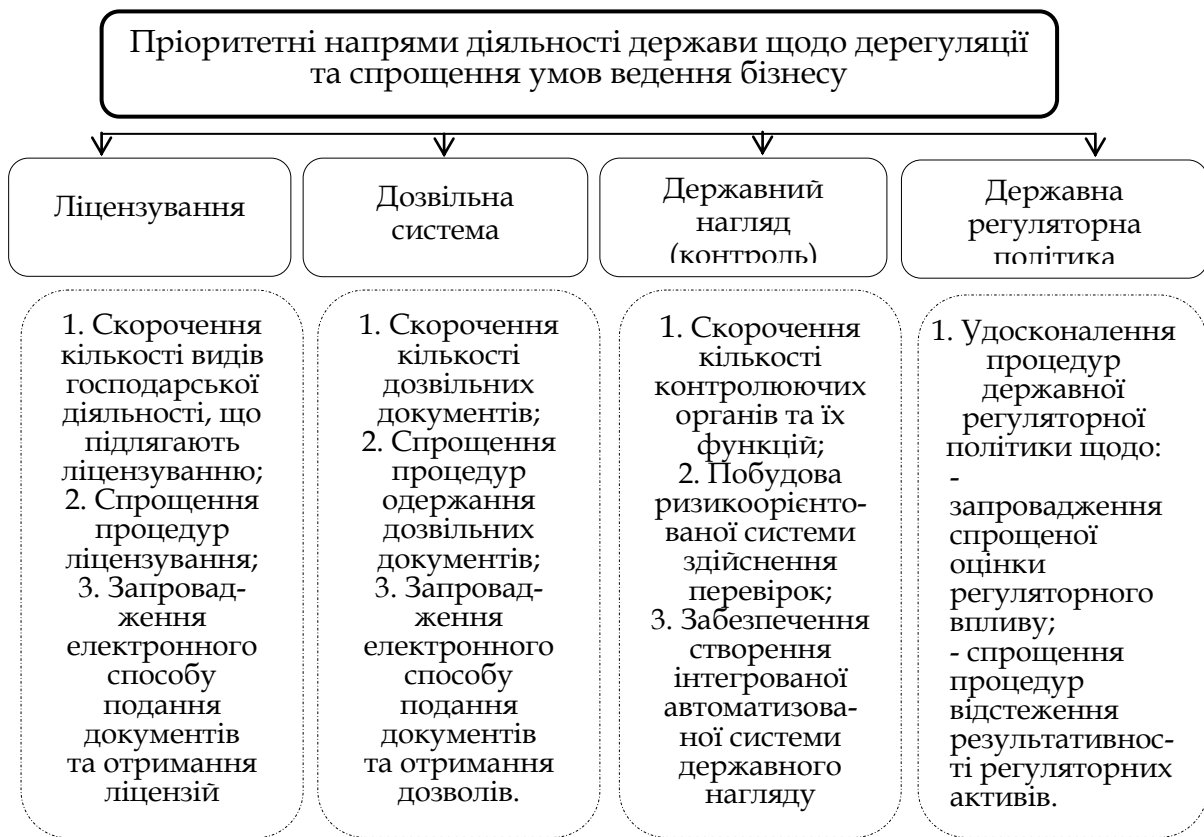 Пріоритетні напрями діяльності держави щодо дерегуляції
та спрощення умов ведення бізнесу
Ліцензування
Дозвільна
система
Державний
нагляд
(контроль)
Державна
регуляторна
політика
1. Скорочення
кількості видів
господарської
діяльності, що
підлягають
ліцензуванню;
2. Спрощення
процедур
ліцензування;
3. Запровад-
ження
електронного
способу
подання
документів
та отримання
ліцензій
1. Скорочення
кількості
дозвільних
документів;
2. Спрощення
процедур
одержання
дозвільних
документів;
3. Запровад-
ження
електронного
способу
подання
документів
та отримання
дозволів.
1. Скорочення
кількості
контролюючих
органів та їх
функцій;
2. Побудова
ризикоорієнто-
ваної системи
здійснення
перевірок;
3. Забезпечення
створення
інтегрованої
автоматизова-
ної системи
державного
нагляду
1. Удосконалення
процедур
державної
регуляторної
політики щодо:
-
запровадження
спрощеної
оцінки
регуляторного
впливу;
- спрощення
процедур
відстеження
результативнос-
ті регуляторних
активів.